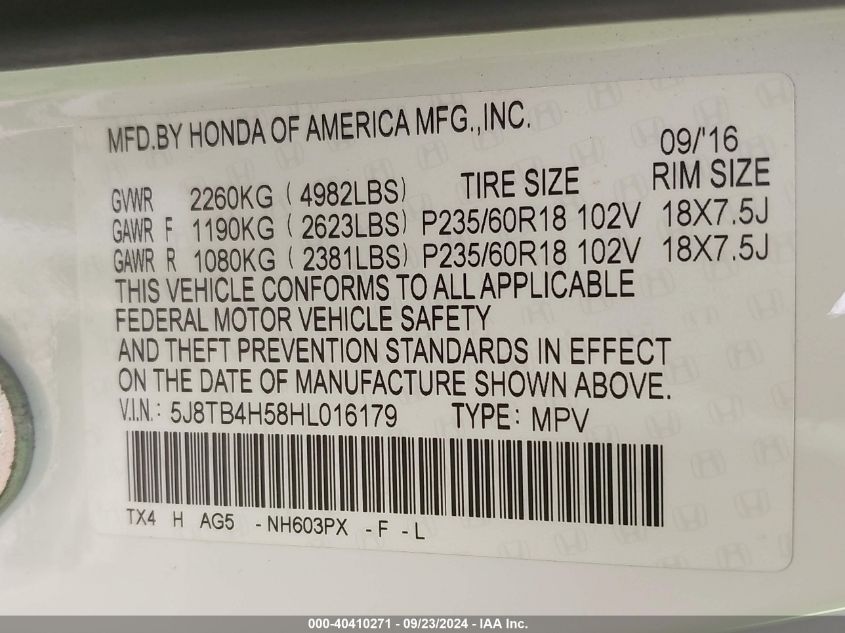 MFD.BY HONDA OF AMERICA MFG.,INC. 09/'16
GVWR 2260KG ( 4982LBS) TIRE SIZE RIM SIZE
GAWR F 1190KG ( 2623LBS) P235/60R18 102V 18X7.5J
GAWR R 1080KG ( 2381LBS) P235/60R18 102V 18X7.5J
THIS VEHICLE CONFORMS TO ALL APPLICABLE
FEDERAL MOTOR VEHICLE SAFETY
AND THEFT PREVENTION STANDARDS IN EFFECT
ON THE DATE OF MANUFACTURE SHOWN ABOVE.
V.I.N.: 5J8TB4H58HL016179 TYPE: MPV
TX4 H AG5 -NH603PX -F -L
000-40410271 - 09/23/2024 - IAA Inc.